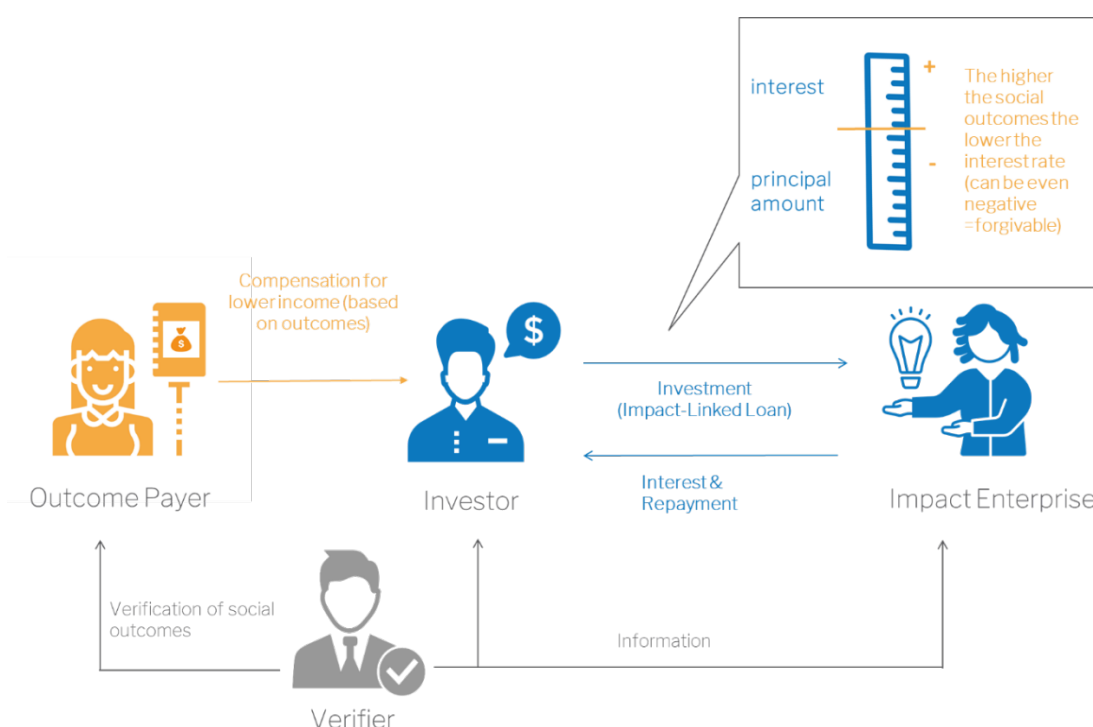 interest
principal
amount
+
-
The higher
the social
outcomes the
lower the
interest rate
(can be even
negative
=forgivable)
Compensation for
lower income (based
on outcomes)
$
$
Investment
(Impact-Linked Loan)
Interest &
Repayment
Outcome Payer
Investor
Impact Enterprise
Verification of social
outcomes
Information
Verifier